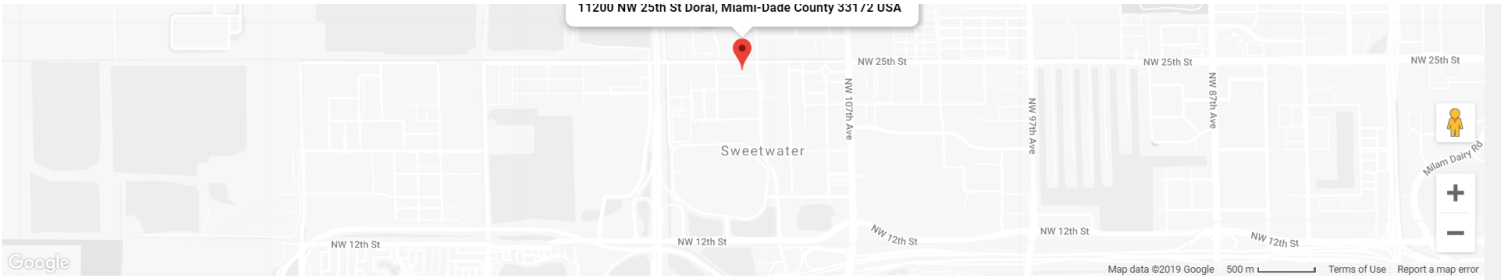 11200 NW 25th St Doral, Miami-Dade County 33172 USA
NW 25th St
NW 25th St
NW 25th St
NW 107th Ave
NW 97th Ave
NW 87th Ave
Sweetwater
Milam Dairy Rd
NW 12th St
NW 12th St
NW 12th St
NW 12th St
NW 12th St
Google
Map data ©2019 Google 500 m Terms of Use Report a map error